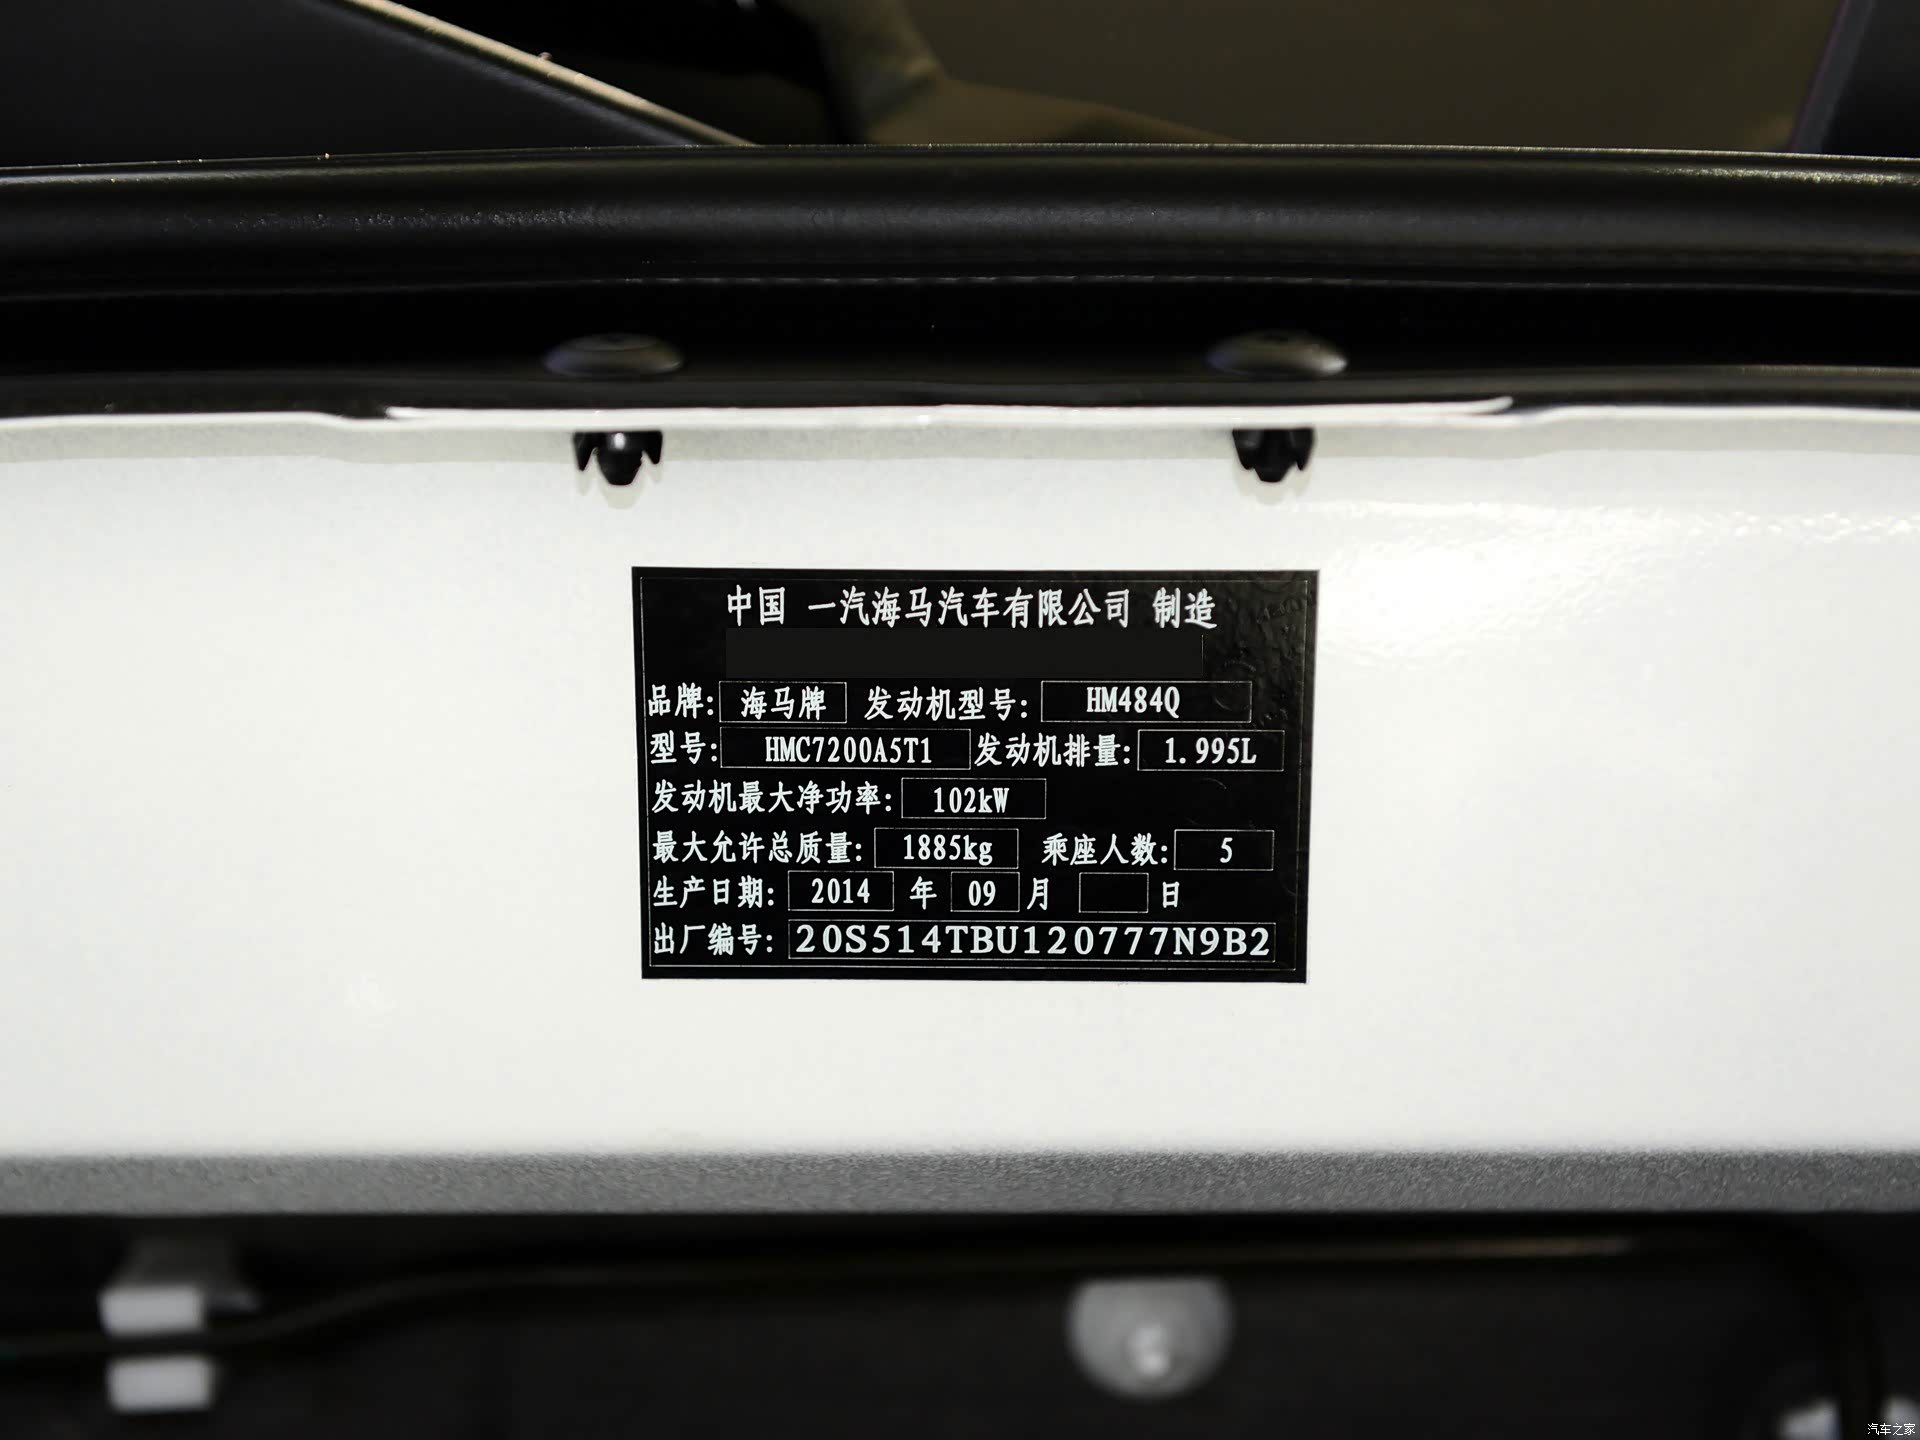 中国 一汽海马汽车有限公司 制造
品牌: 海马牌 发动机型号: HM484Q
型号: HMC7200A5T1 发动机排量: 1.995L
发动机最大净功率: 102kW
最大允许总质量: 1885kg 乘座人数: 5
生产日期: 2014 年 09 月 日
出厂编号: 20S514TBU120777N9B2
汽车之家